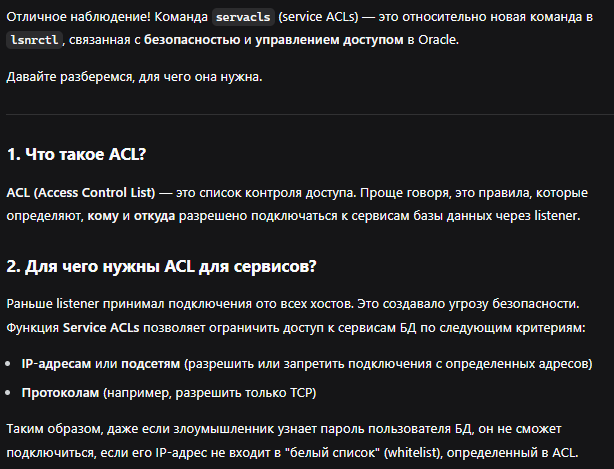 Отличное наблюдение! Команда servacls (service ACLs) — это относительно новая команда в
lsnrctl, связанная с безопасностью и управлением доступом в Oracle.
Давайте разберемся, для чего она нужна.
1. Что такое ACL?
ACL (Access Control List) — это список контроля доступа. Проще говоря, это правила, которые
определяют, кому и откуда разрешено подключаться к сервисам базы данных через listener.
2. Для чего нужны ACL для сервисов?
Раньше listener принимал подключения ото всех хостов. Это создавало угрозу безопасности.
Функция Service ACLs позволяет ограничить доступ к сервисам БД по следующим критериям:
• IP-адресам или подсетям (разрешить или запретить подключения с определенных адресов)
• Протоколам (например, разрешить только TCP)
Таким образом, даже если злоумышленник узнает пароль пользователя БД, он не сможет
подключиться, если его IP-адрес не входит в "белый список" (whitelist), определенный в ACL.